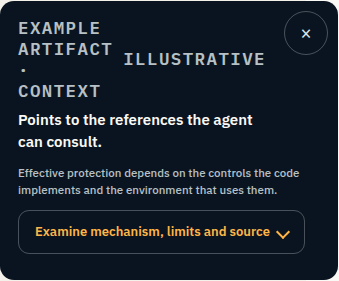 EXAMPLE
ARTIFACT
·
CONTEXT
ILLUSTRATIVE
×
Points to the references the agent
can consult.
Effective protection depends on the controls the code
implements and the environment that uses them.
Examine mechanism, limits and source